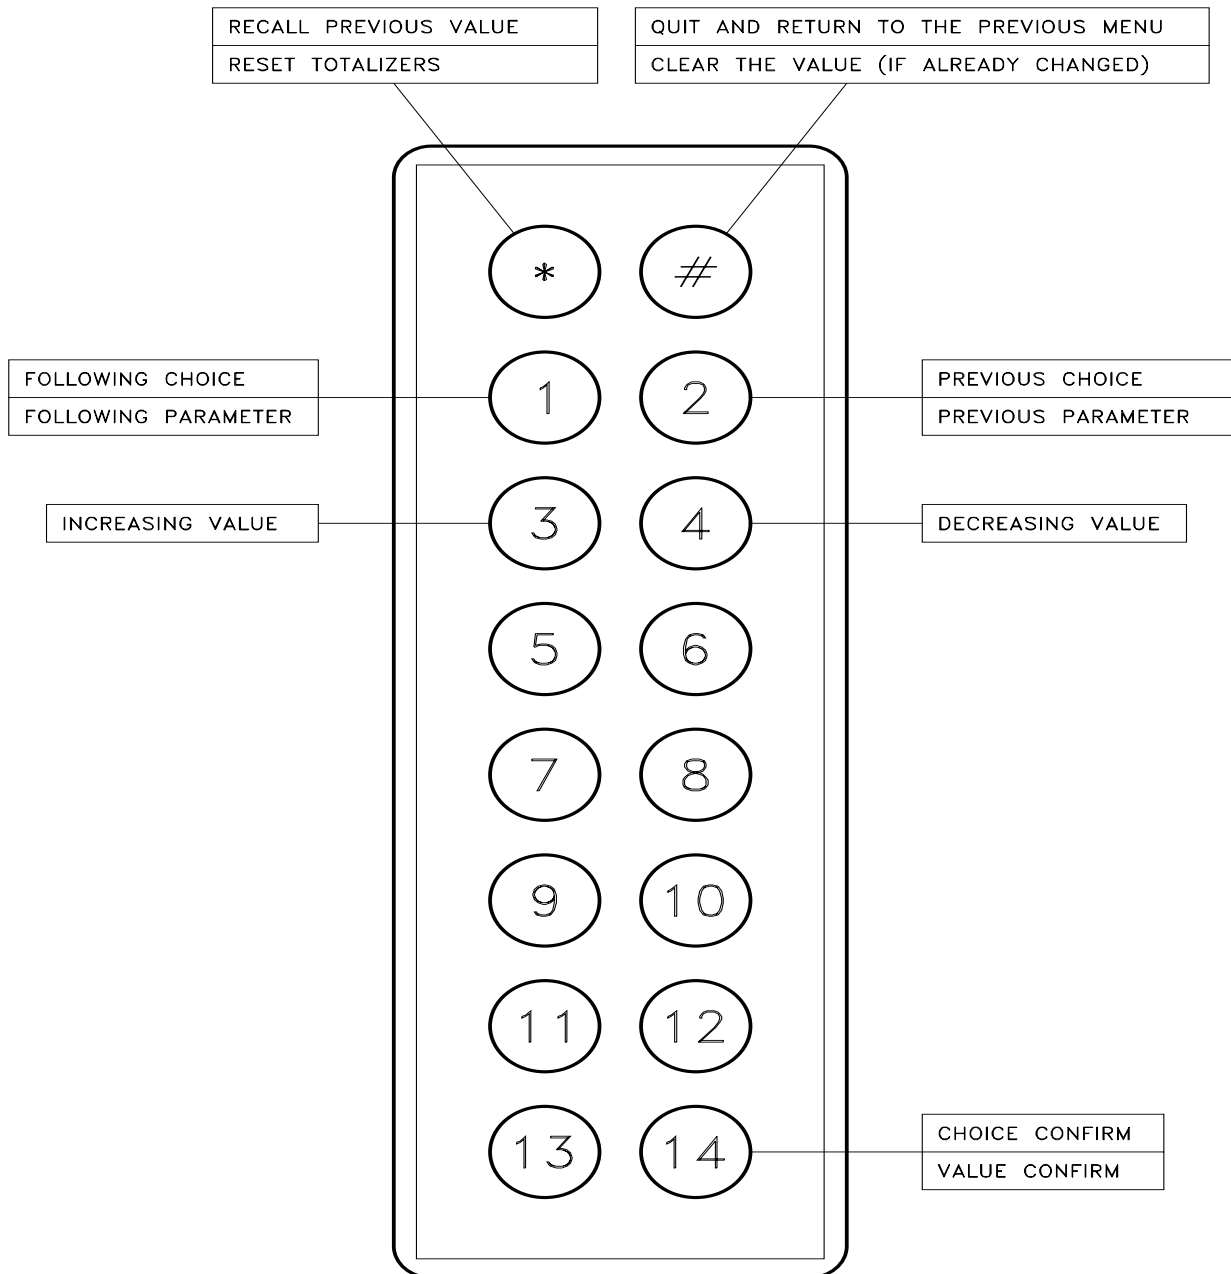 RECALL PREVIOUS VALUE
RESET TOTALIZERS
QUIT AND RETURN TO THE PREVIOUS MENU
CLEAR THE VALUE (IF ALREADY CHANGED)
* #
FOLLOWING CHOICE
FOLLOWING PARAMETER
1 2
PREVIOUS CHOICE
PREVIOUS PARAMETER
INCREASING VALUE
3 4
DECREASING VALUE
5 6
7 8
9 10
11 12
13 14
CHOICE CONFIRM
VALUE CONFIRM